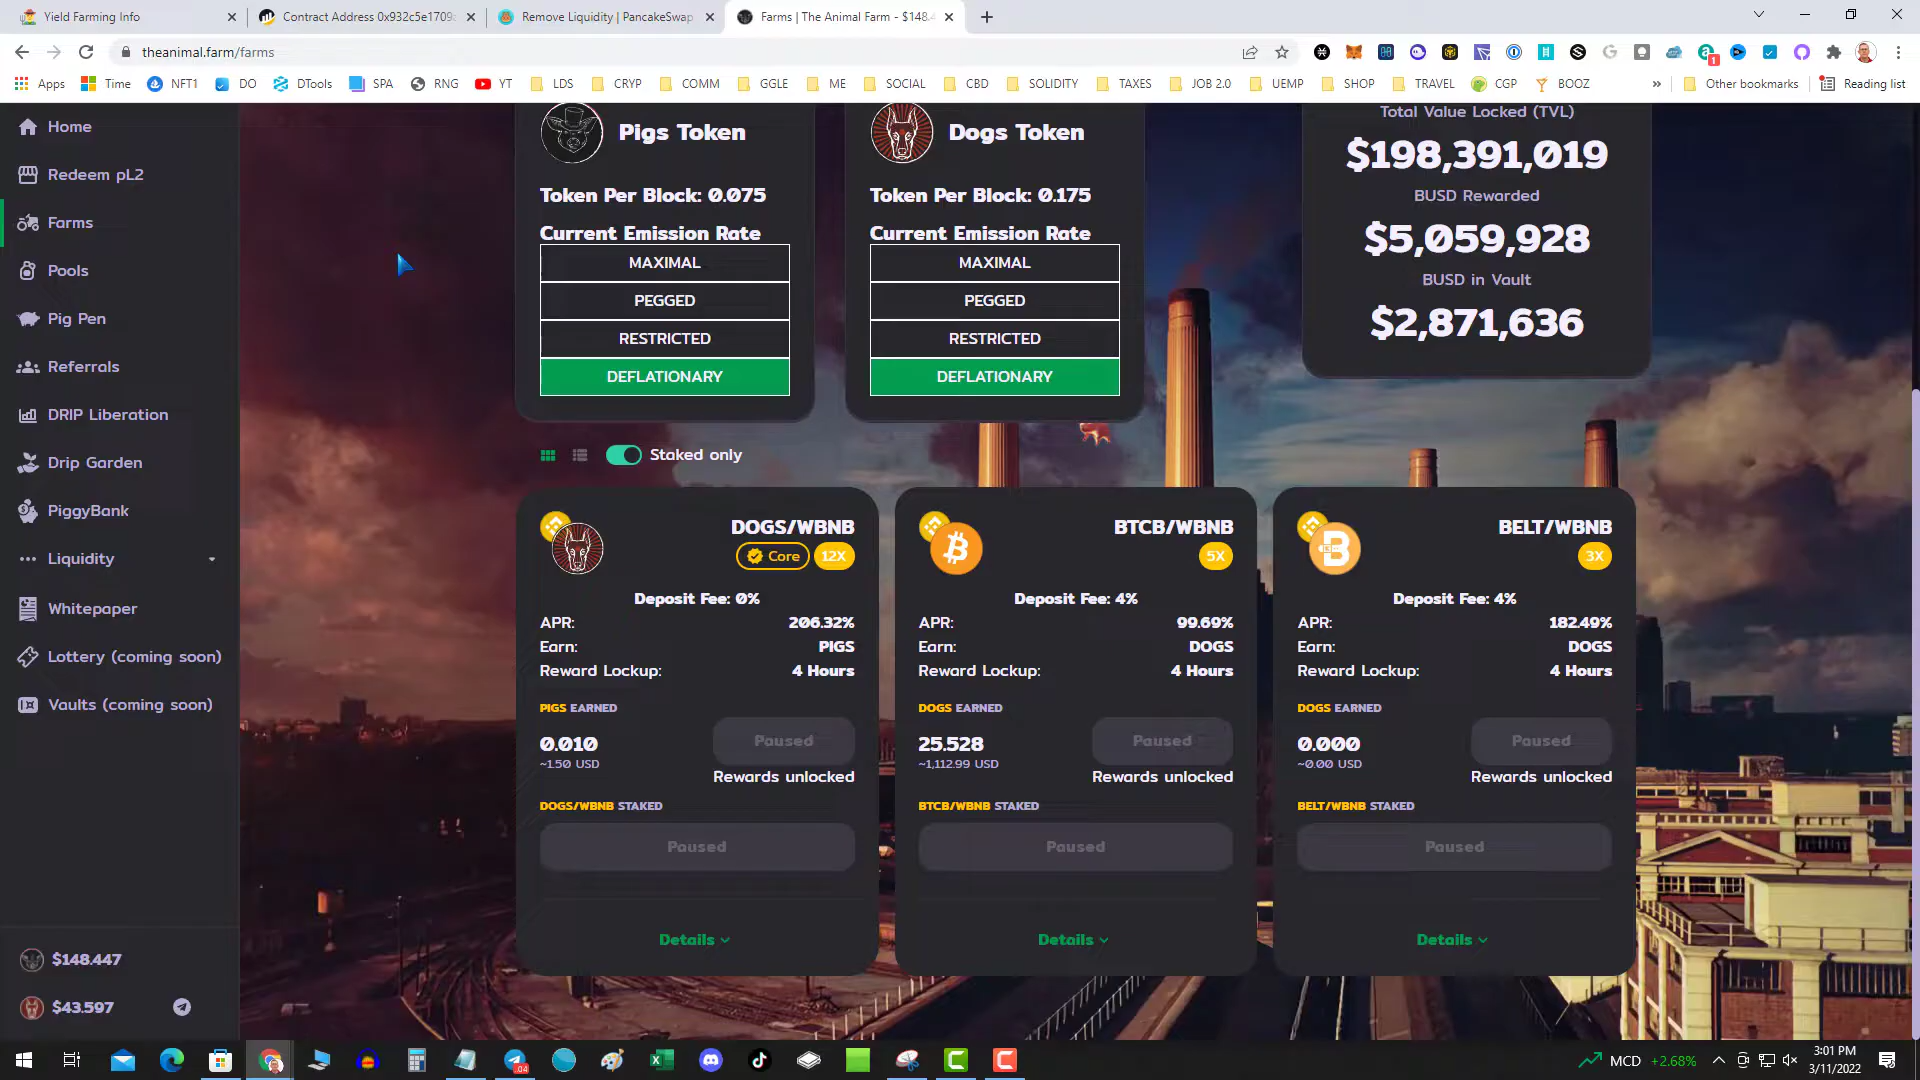 Yield Farming Info
Contract Address 0x932c5e1709
Remove Liquidity | PancakeSwap
Farms | The Animal Farm - $148.4
theanimal.farm/farms
1
Apps
Time
NFT1
DO
DTools
SPA
RNG
YT
LDS
CRYP
COMM
GGLE
ME
SOCIAL
CBD
SOLIDITY
TAXES
JOB 2.0
UEMP
SHOP
TRAVEL
CGP
BOOZ
»
Other bookmarks
Reading list
Home
Redeem pL2
Farms
Pools
Pig Pen
Referrals
DRIP Liberation
Drip Garden
PiggyBank
Liquidity
Whitepaper
Lottery (coming soon)
Vaults (coming soon)
$148.447
$43.597
Pigs Token
Token Per Block: 0.075
Current Emission Rate
MAXIMAL
PEGGED
RESTRICTED
DEFLATIONARY
Dogs Token
Token Per Block: 0.175
Current Emission Rate
MAXIMAL
PEGGED
RESTRICTED
DEFLATIONARY
Total Value Locked (TVL)
$198,391,019
BUSD Rewarded
$5,059,928
BUSD in Vault
$2,871,636
Staked only
DOGS/WBNB
Core 12X
Deposit Fee: 0%
APR: 206.32%
Earn: PIGS
Reward Lockup: 4 Hours
PIGS EARNED
0.010
~1.50 USD
Paused
Rewards unlocked
DOGS/WBNB STAKED
Paused
Details
BTCB/WBNB
5X
Deposit Fee: 4%
APR: 99.69%
Earn: DOGS
Reward Lockup: 4 Hours
DOGS EARNED
25.528
~1,112.99 USD
Paused
Rewards unlocked
BTCB/WBNB STAKED
Paused
Details
BELT/WBNB
3X
Deposit Fee: 4%
APR: 182.49%
Earn: DOGS
Reward Lockup: 4 Hours
DOGS EARNED
0.000
~0.00 USD
Paused
Rewards unlocked
BELT/WBNB STAKED
Paused
Details
MCD +2.68%
3:01 PM
3/11/2022